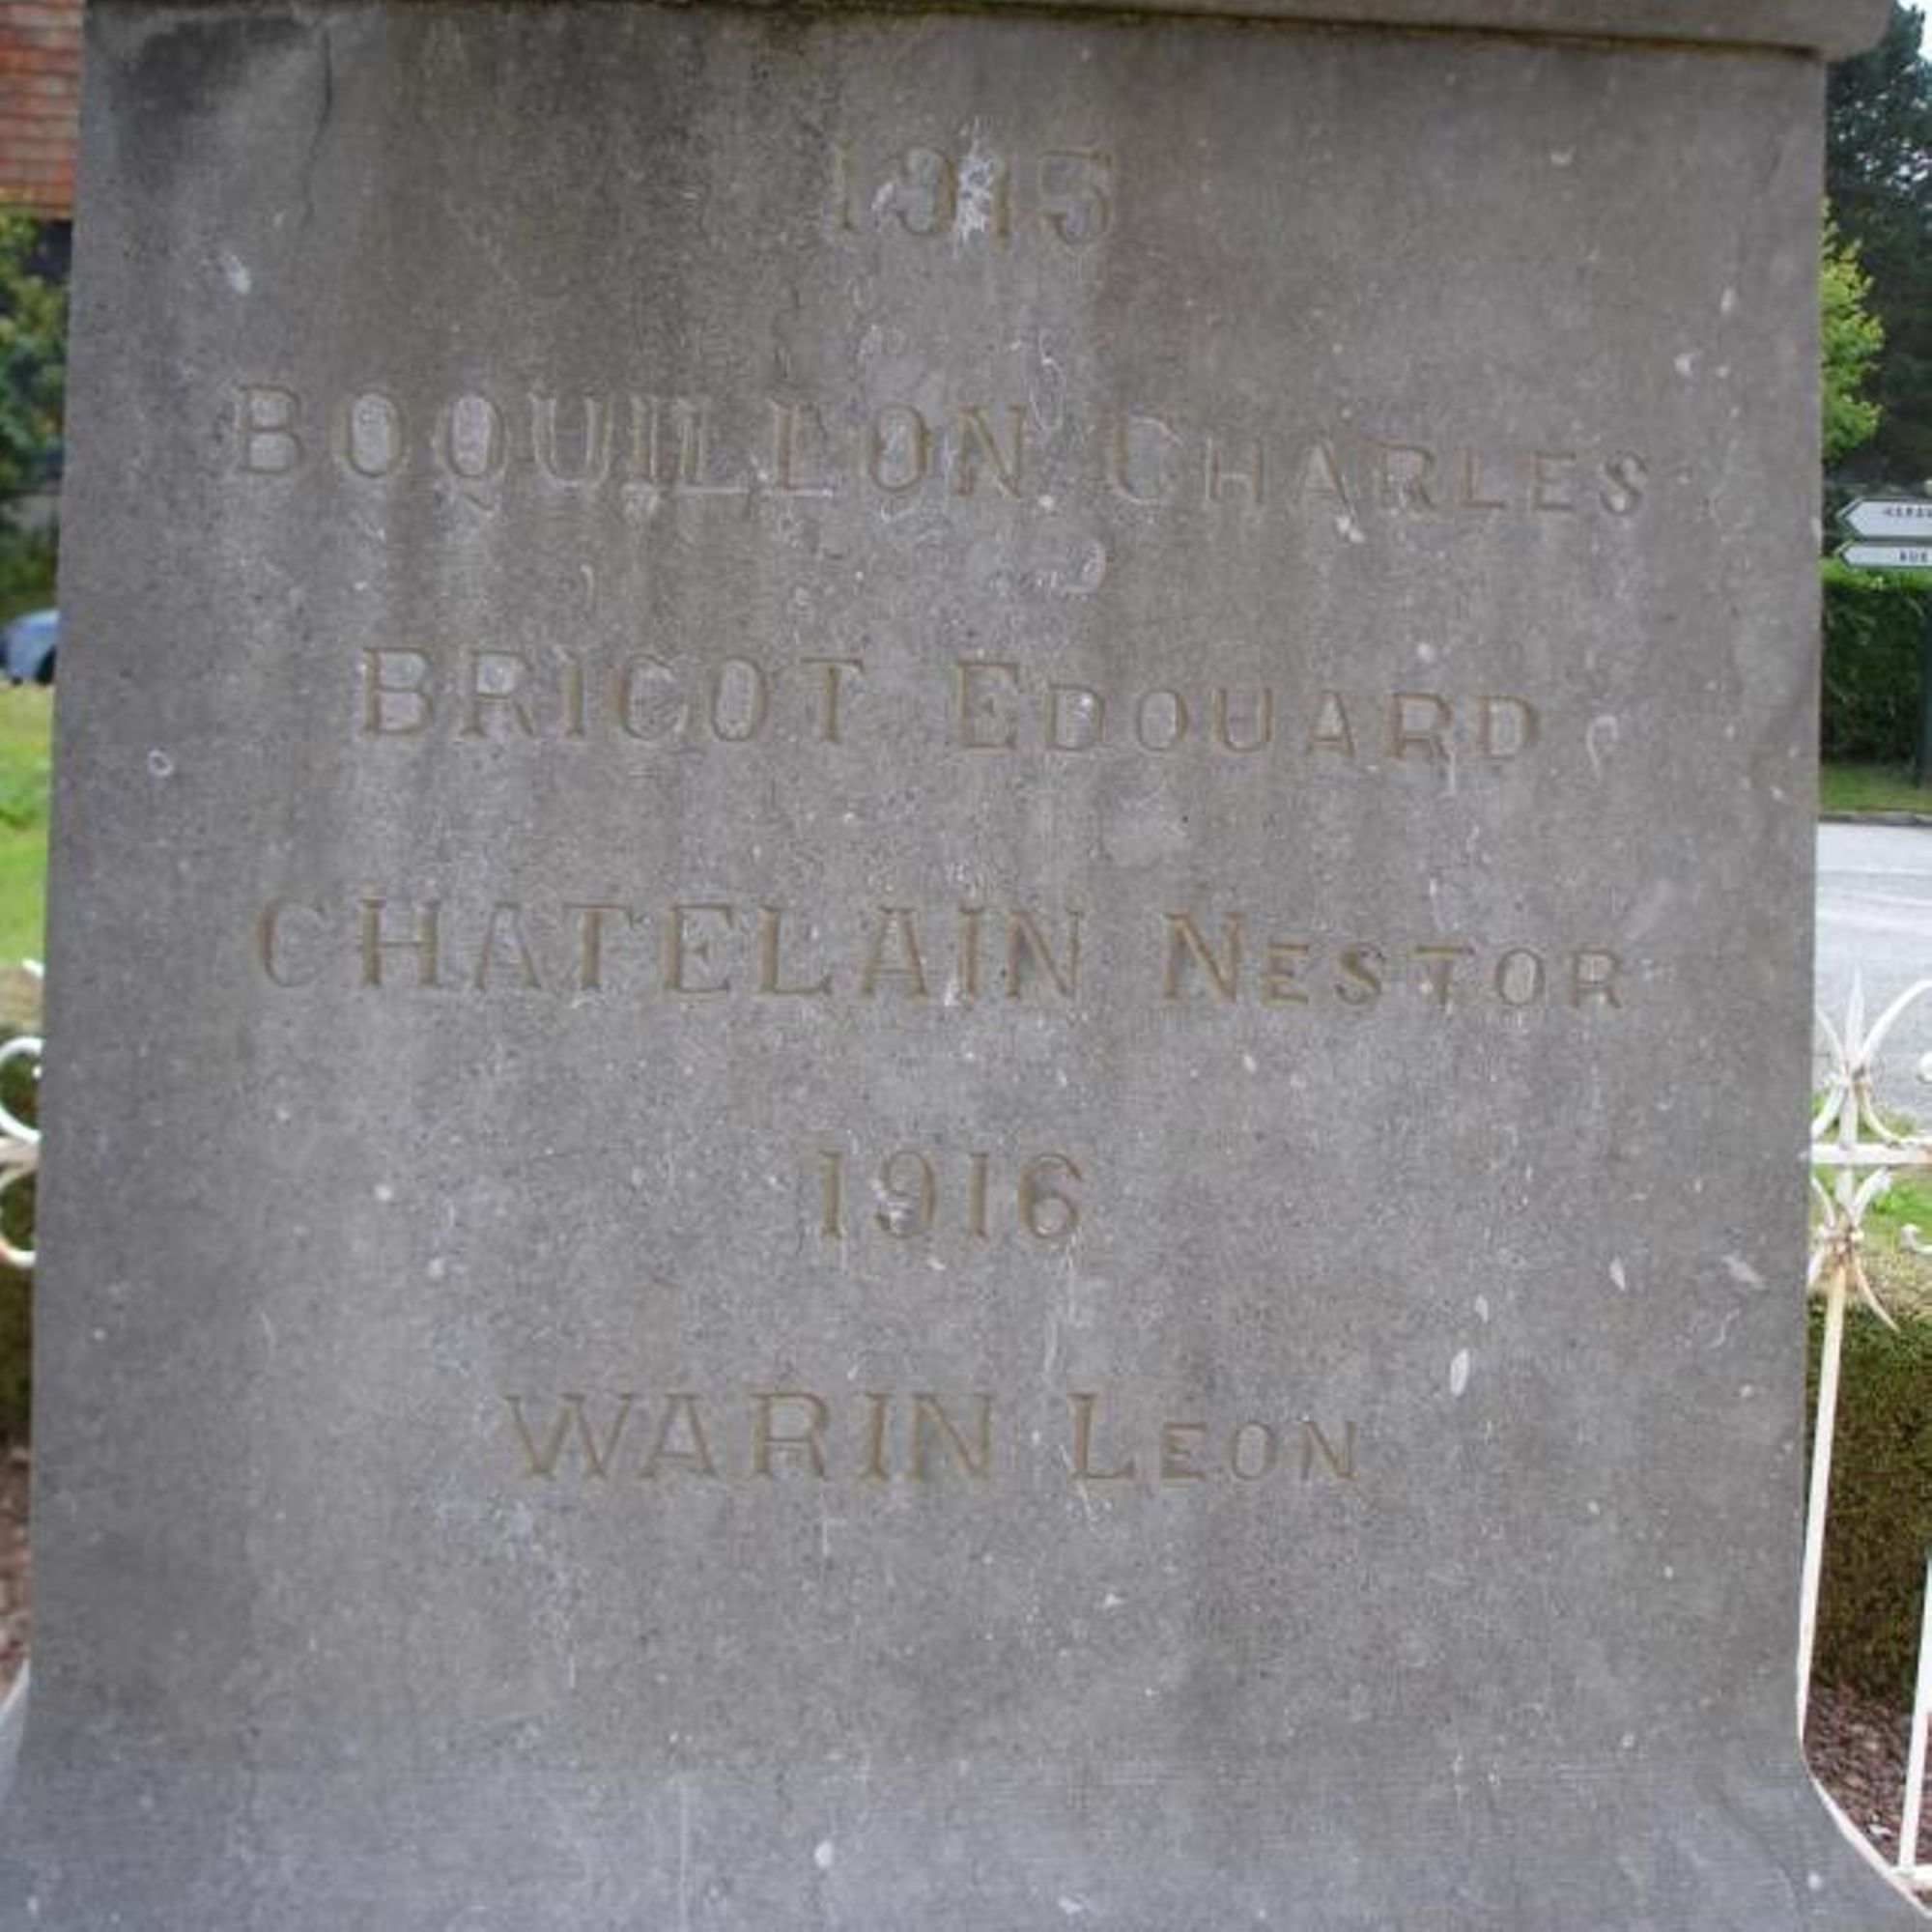 1915
BOQUILLON CHARLES
BRICOT EDOUARD
CHATELAIN NESTOR
1916
WARIN LEON